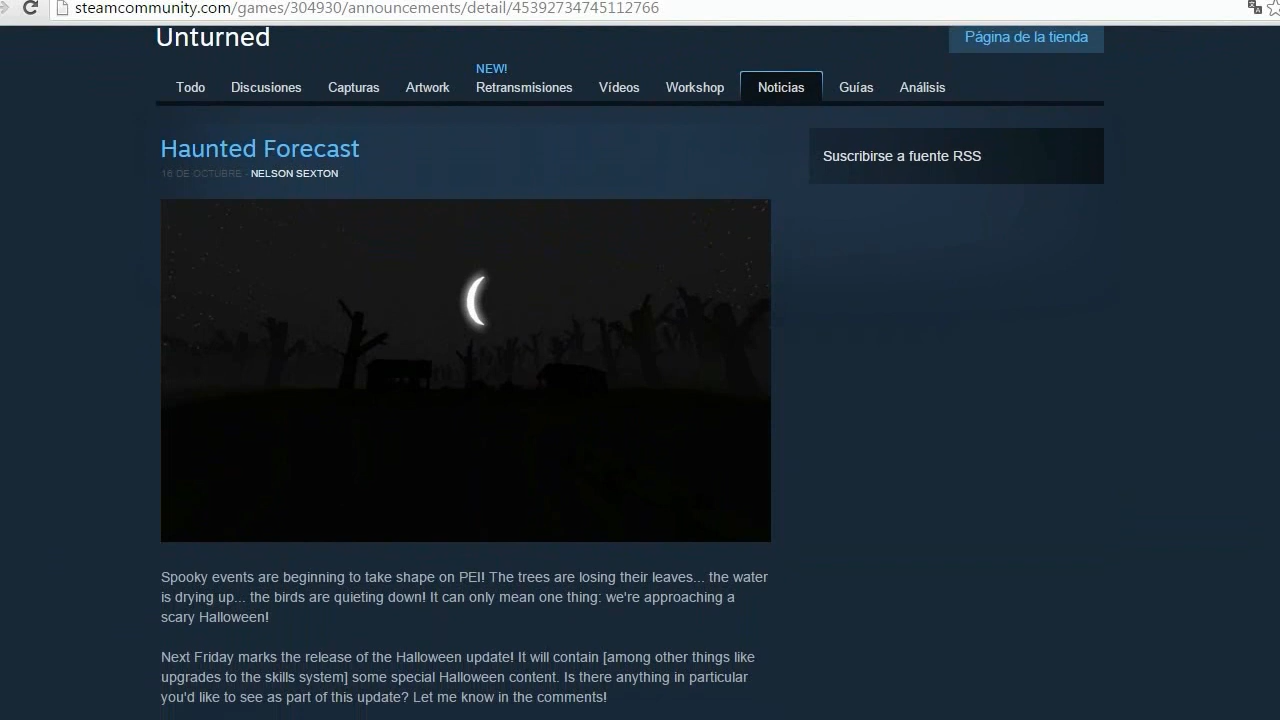 steamcommunity.com/games/304930/announcements/detail/45392734745112766
Unturned
Página de la tienda
NEW!
Todo Discusiones Capturas Artwork Retransmisiones Vídeos Workshop Noticias Guías Análisis
Haunted Forecast
16 DE OCTUBRE - NELSON SEXTON
Suscribirse a fuente RSS
Spooky events are beginning to take shape on PEI! The trees are losing their leaves... the water
is drying up... the birds are quieting down! It can only mean one thing: we're approaching a
scary Halloween!
Next Friday marks the release of the Halloween update! It will contain [among other things like
upgrades to the skills system] some special Halloween content. Is there anything in particular
you'd like to see as part of this update? Let me know in the comments!